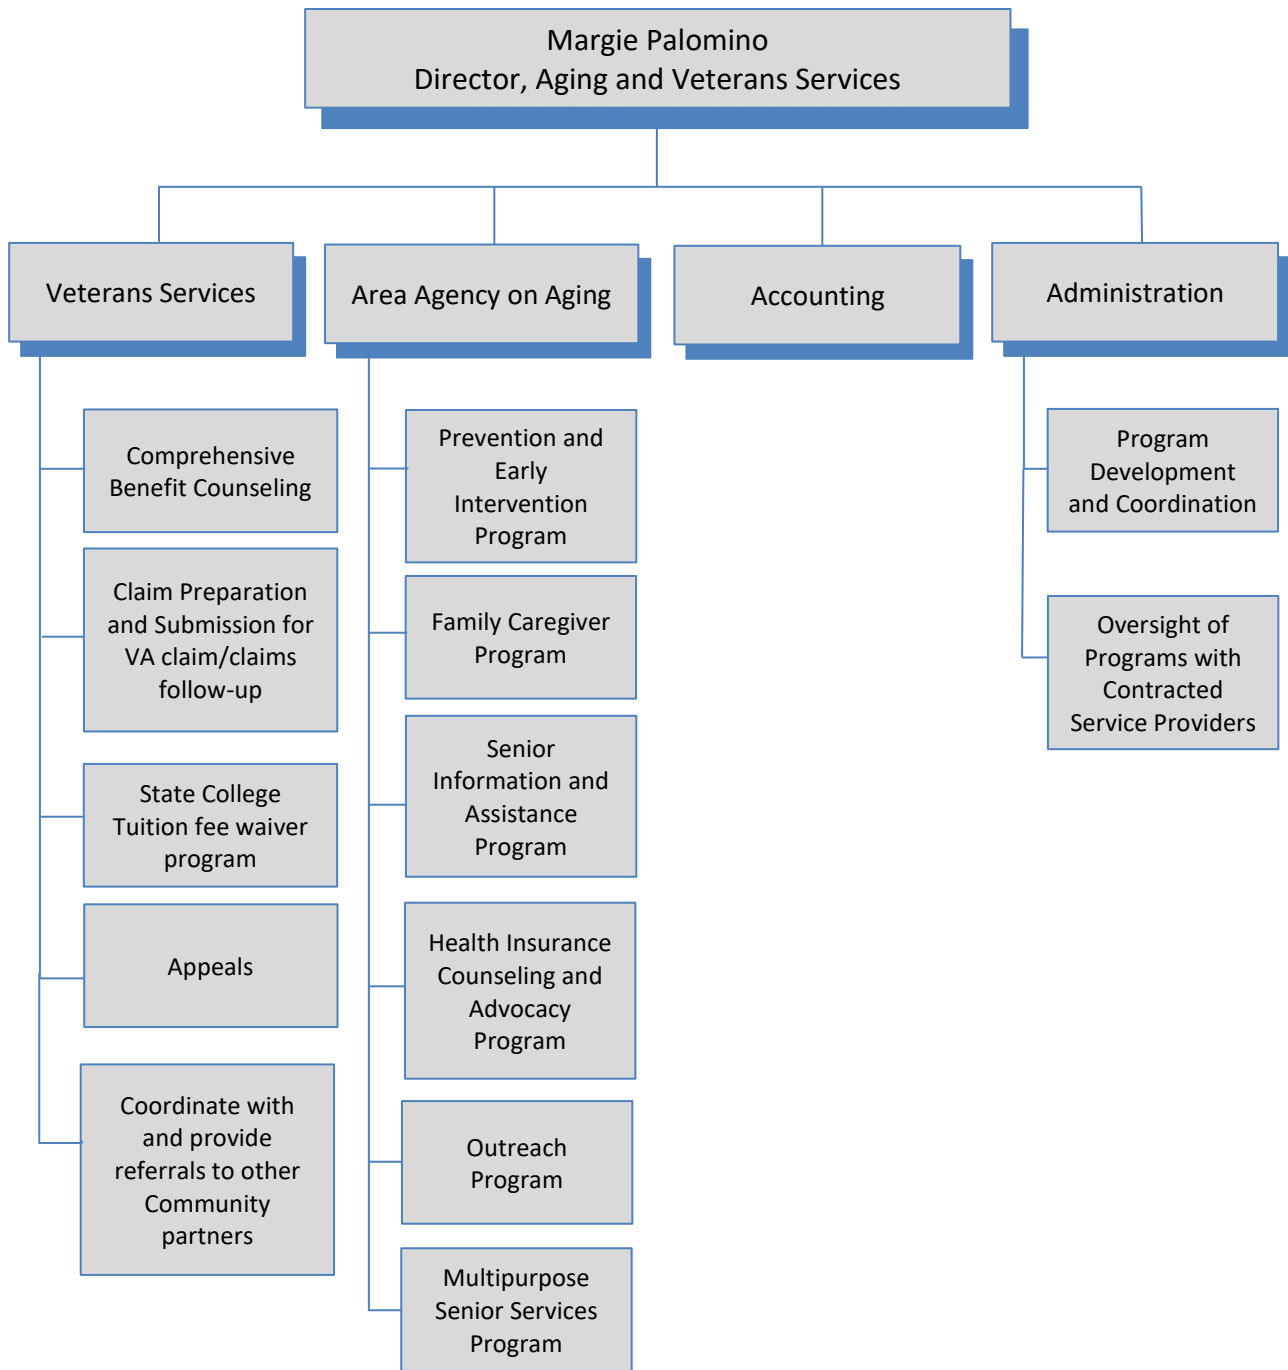 Margie Palomino
Director, Aging and Veterans Services
Veterans Services
Area Agency on Aging
Accounting
Administration
Comprehensive
Benefit Counseling
Claim Preparation
and Submission for
VA claim/claims
follow-up
State College
Tuition fee waiver
program
Appeals
Coordinate with
and provide
referrals to other
Community
partners
Prevention and
Early
Intervention
Program
Family Caregiver
Program
Senior
Information and
Assistance
Program
Health Insurance
Counseling and
Advocacy
Program
Outreach
Program
Multipurpose
Senior Services
Program
Program
Development
and Coordination
Oversight of
Programs with
Contracted
Service Providers